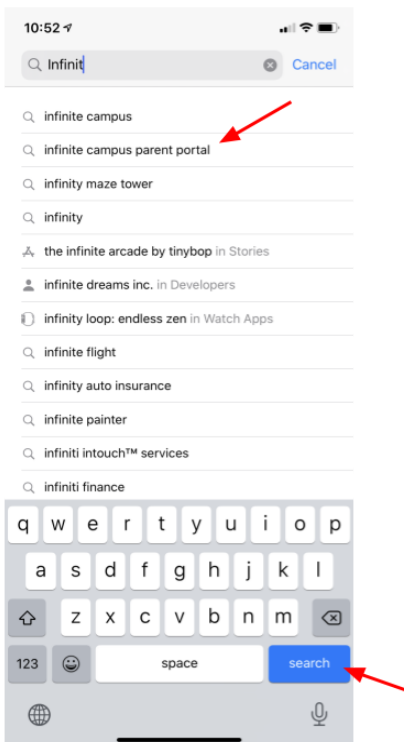 10:52
Infinit Cancel
infinite campus
infinite campus parent portal
infinity maze tower
infinity
the infinite arcade by tinybop in Stories
infinite dreams inc. in Developers
infinity loop: endless zen in Watch Apps
infinite flight
infinity auto insurance
infinite painter
infiniti intouch™ services
infiniti finance
q w e r t y u i o p
a s d f g h j k l
z x c v b n m
123 space search